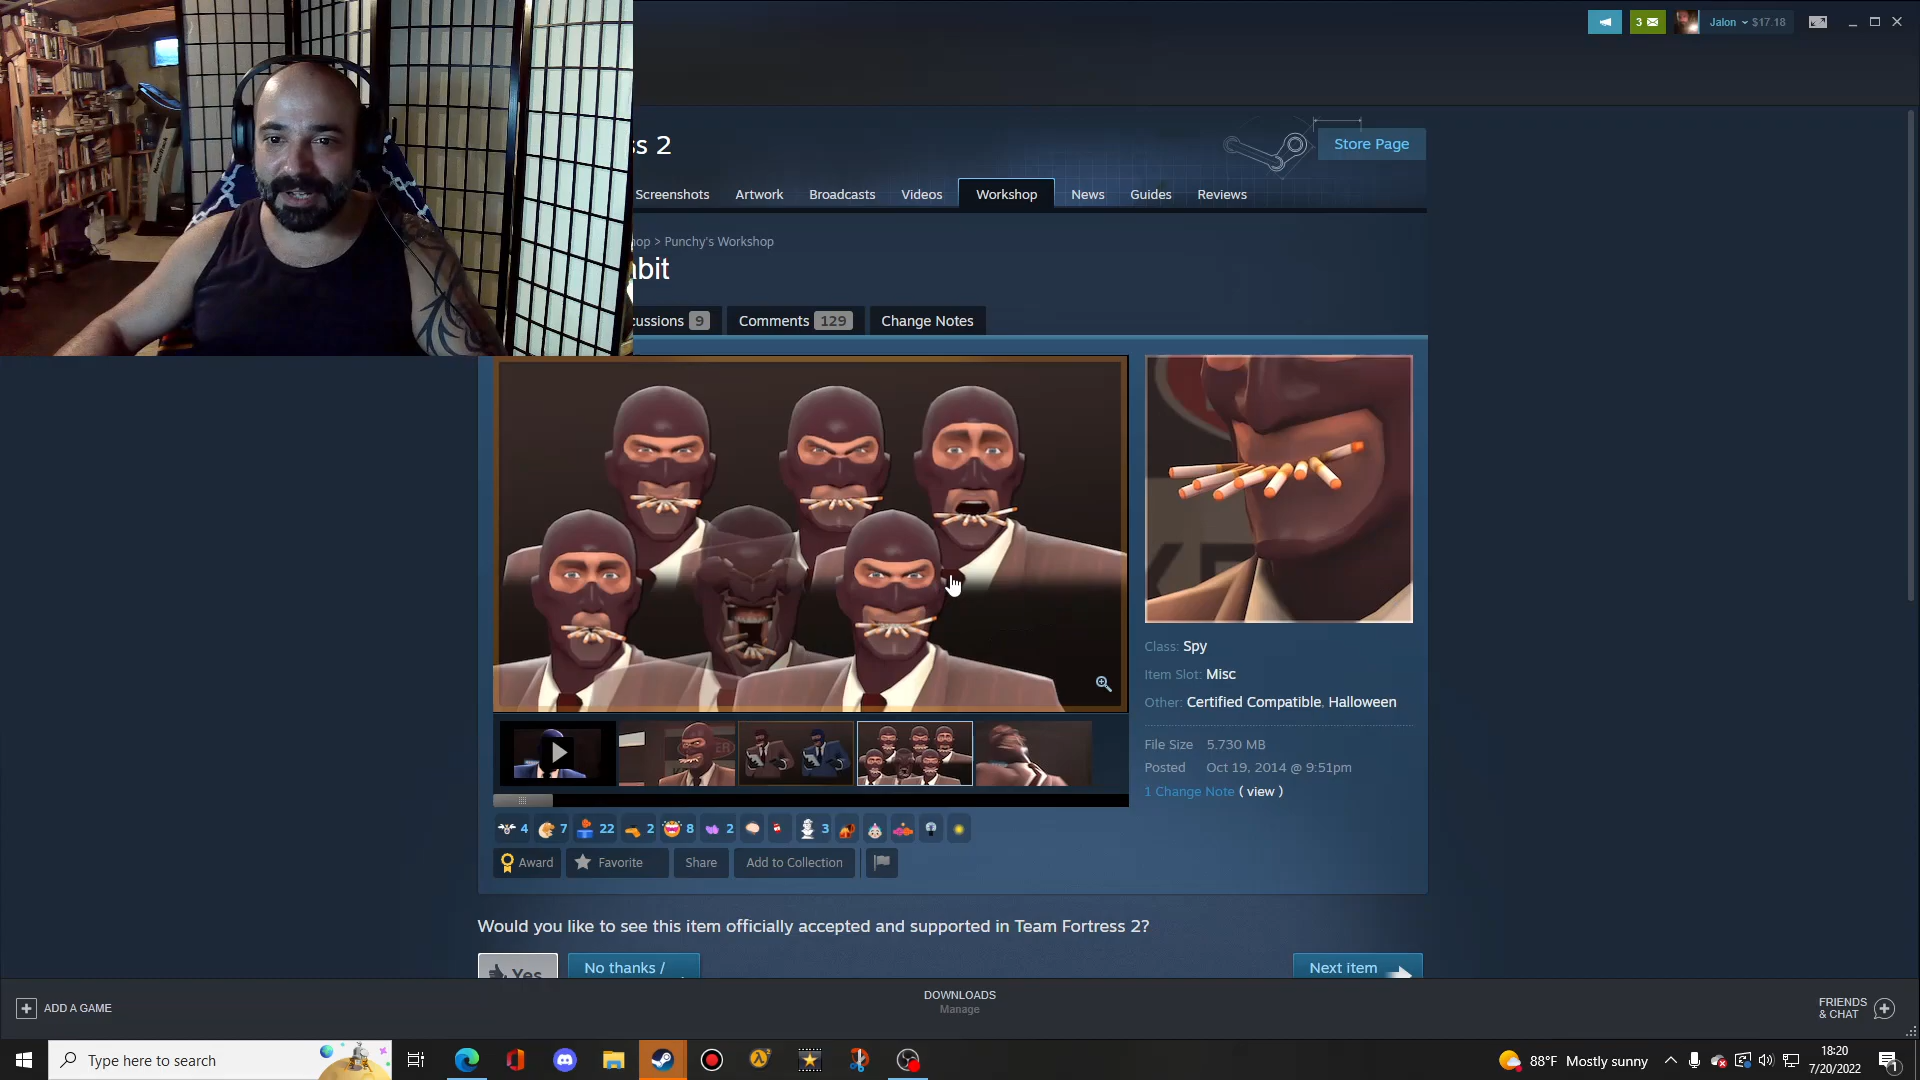 3
Jalon
$17.18
ss 2
Store Page
Screenshots
Artwork
Broadcasts
Videos
Workshop
News
Guides
Reviews
op > Punchy's Workshop
bit
cussions 9
Comments 129
Change Notes
Class: Spy
Item Slot: Misc
Other: Certified Compatible, Halloween
File Size 5.730 MB
Posted Oct 19, 2014 @ 9:51pm
1 Change Note ( view )
4
7
22
2
8
2
3
Award
Favorite
Share
Add to Collection
Would you like to see this item officially accepted and supported in Team Fortress 2?
Yes
No thanks /
Next item
ADD A GAME
DOWNLOADS
Manage
FRIENDS
& CHAT
Type here to search
88°F Mostly sunny
18:20
7/20/2022
1